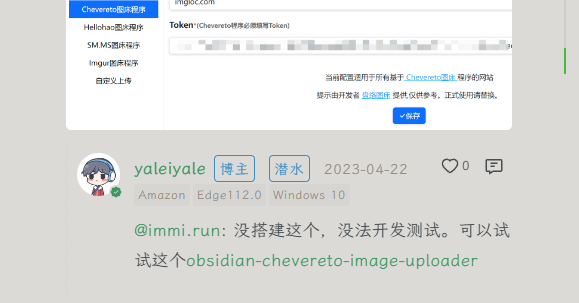 imgloc.com
Chevereto图床程序
Token*(Chevereto程序必须填写Token)
Hellohao图床程序
SM.MS图床程序
Imgur图床程序
自定义上传
当前配置适用于所有基于 Chevereto图床 程序的网站
提示由开发者 盘络图床 提供,仅供参考。正式使用请替换。
✓保存
yaleiyale 博主 潜水 2023-04-22 0
Amazon Edge112.0 Windows 10
@immi.run: 没搭建这个，没法开发测试。可以试
试这个obsidian-chevereto-image-uploader